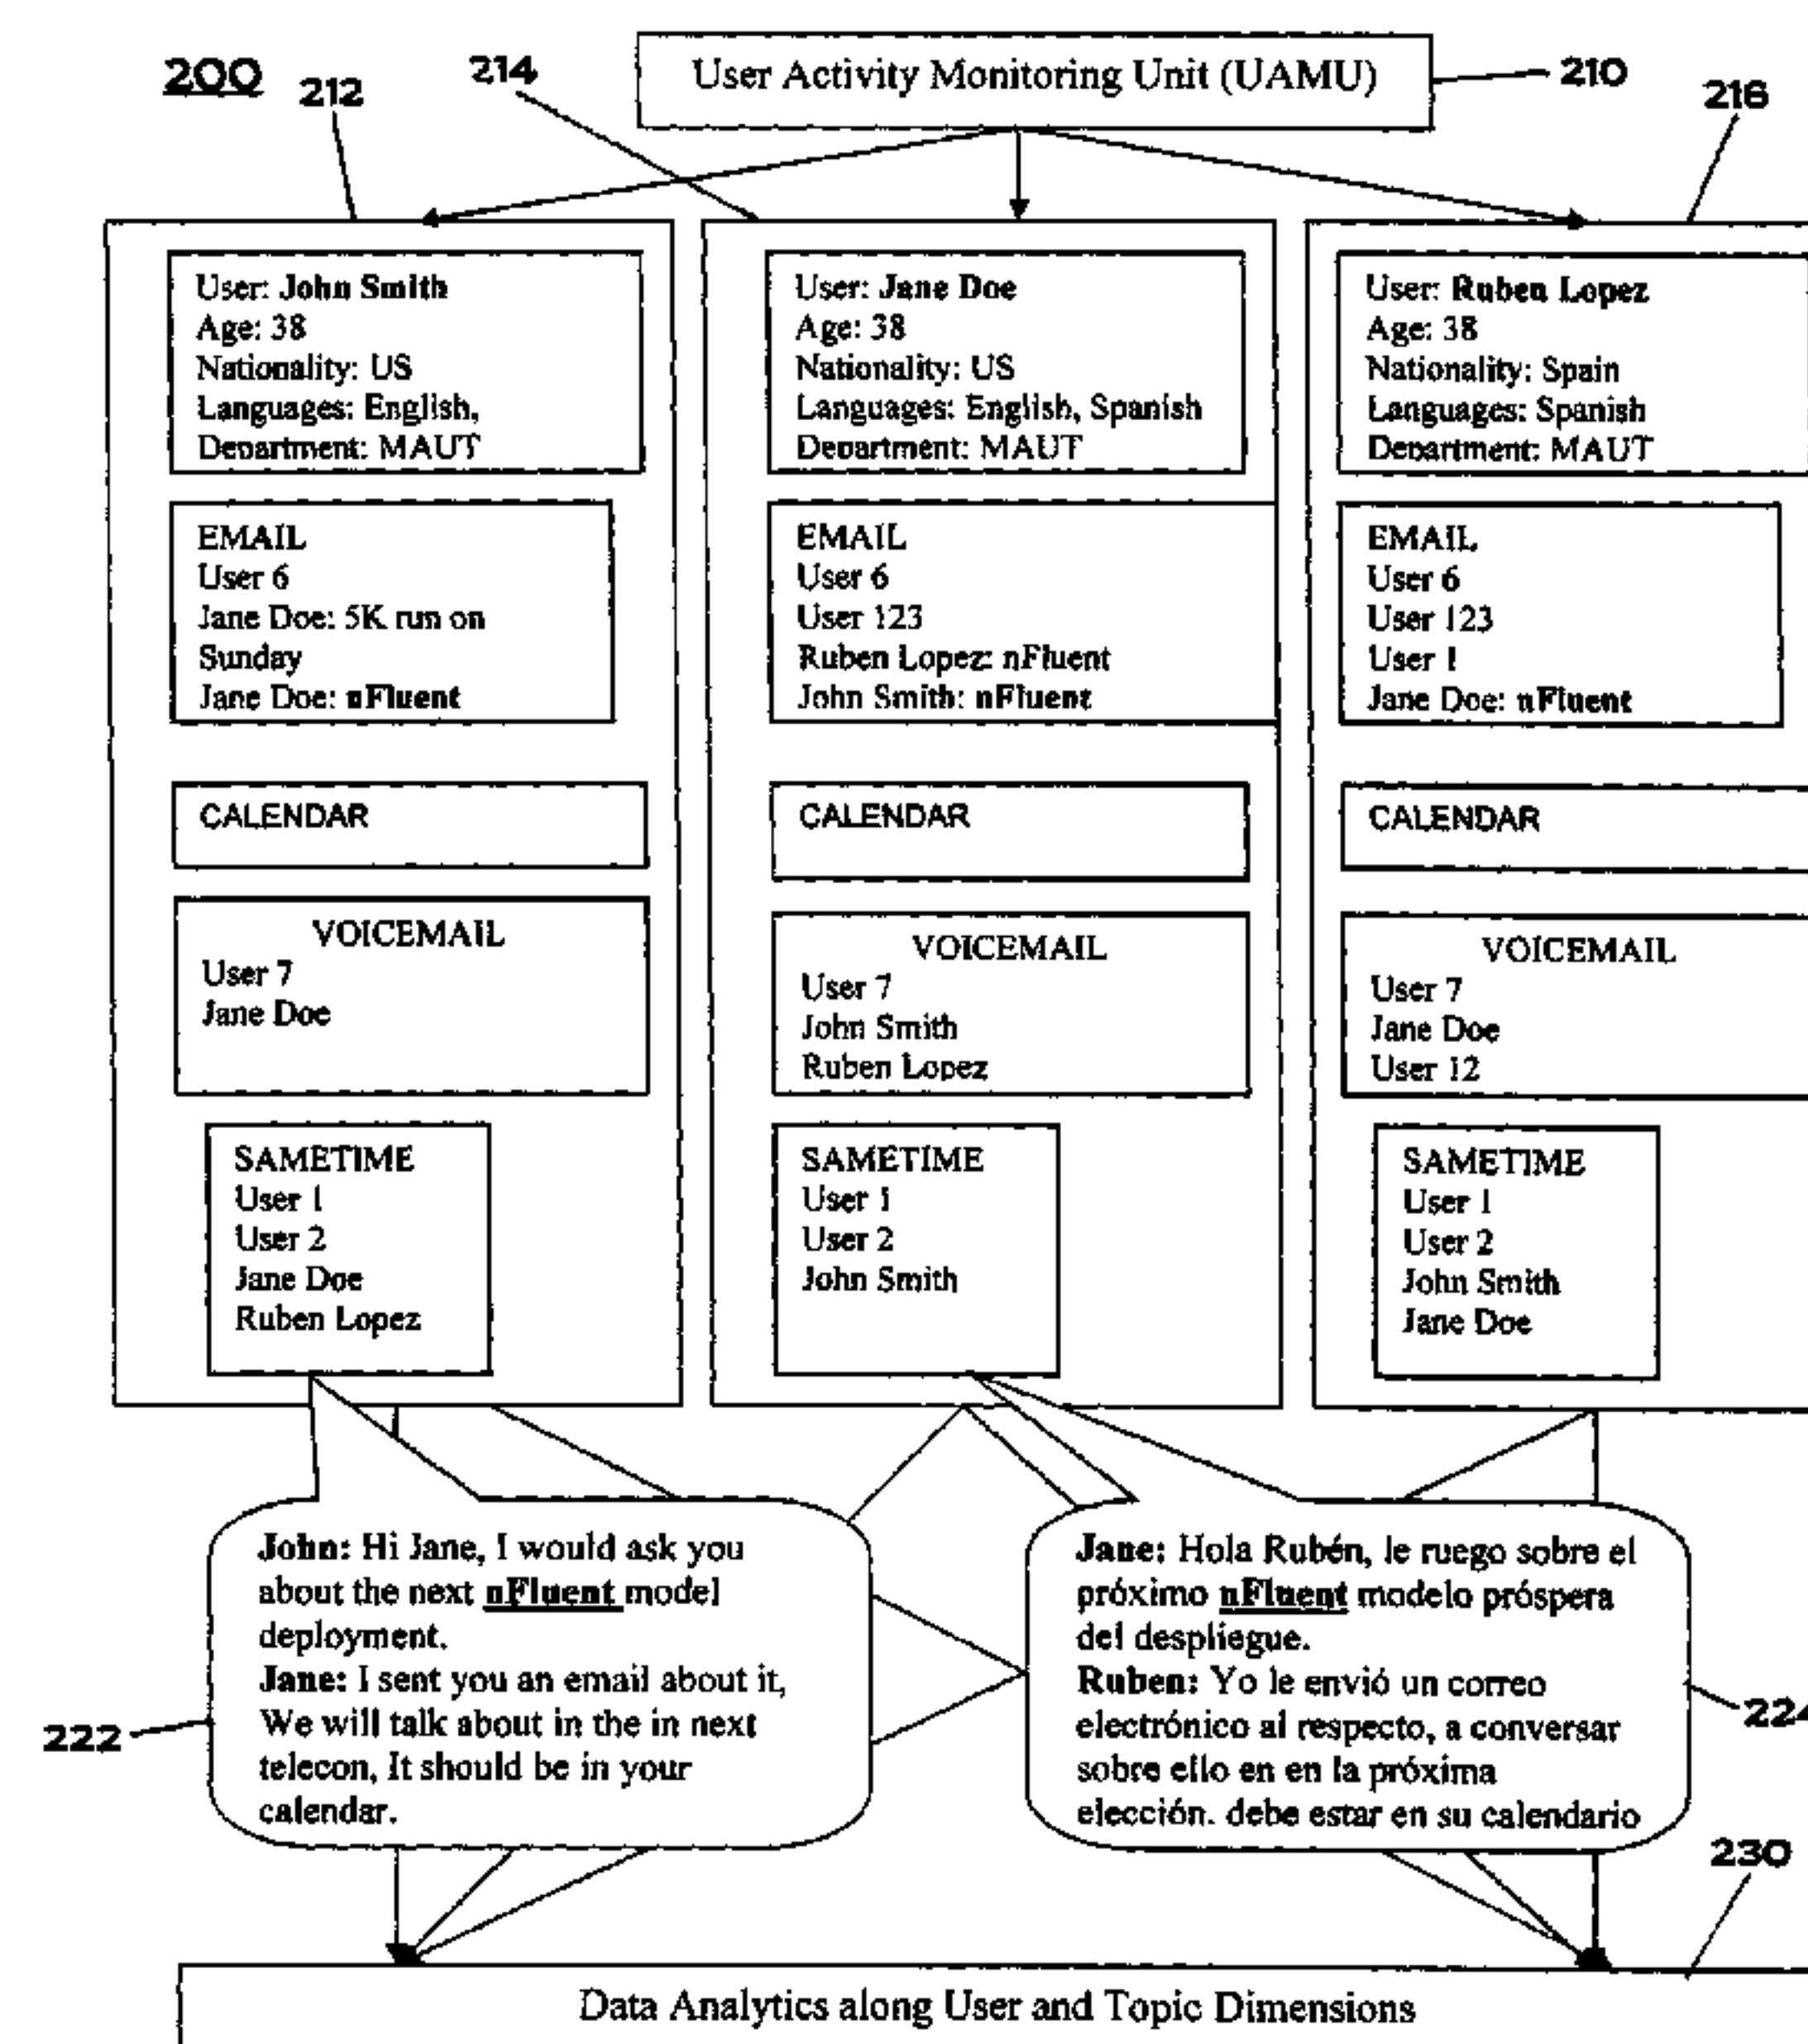 200
212
214
User Activity Monitoring Unit (UAMU)
210
216
User: John Smith
Age: 38
Nationality: US
Languages: English,
Department: MAUT
EMAIL
User 6
Jane Doe: 5K run on
Sunday
Jane Doe: nFluent
CALENDAR
VOICEMAIL
User 7
Jane Doe
SAMETIME
User 1
User 2
Jane Doe
Ruben Lopez
User: Jane Doe
Age: 38
Nationality: US
Languages: English, Spanish
Department: MAUT
EMAIL
User 6
User 123
Ruben Lopez: nFluent
John Smith: nFluent
CALENDAR
VOICEMAIL
User 7
John Smith
Ruben Lopez
SAMETIME
User 1
User 2
John Smith
User: Ruben Lopez
Age: 38
Nationality: Spain
Languages: Spanish
Department: MAUT
EMAIL
User 6
User 123
User 1
Jane Doe: nFluent
CALENDAR
VOICEMAIL
User 7
Jane Doe
User 12
SAMETIME
User 1
User 2
John Smith
Jane Doe
John: Hi Jane, I would ask you
about the next nFluent model
deployment.
Jane: I sent you an email about it,
We will talk about in the in next
telecon, It should be in your
calendar.
222
Jane: Hola Rubén, le ruego sobre el
próximo nFluent modelo próspera
del despliegue.
Ruben: Yo le envió un correo
electrónico al respecto, a conversar
sobre ello en en la próxima
elección. debe estar en su calendario
224
230
Data Analytics along User and Topic Dimensions